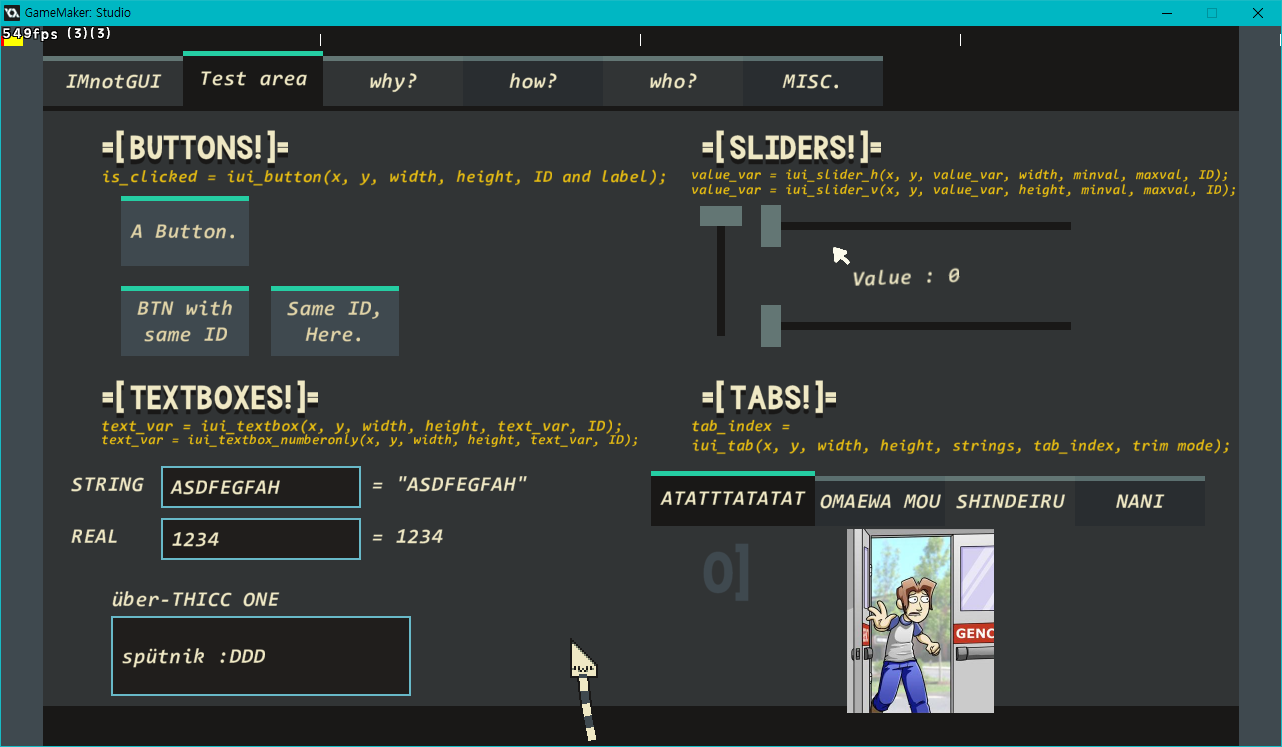 GameMaker: Studio
549fps (3)(3)
IMnotGUI
Test area
why?
how?
who?
MISC.
=[BUTTONS!]=
is_clicked = iui_button(x, y, width, height, ID and label);
A Button.
BTN with
same ID
Same ID,
Here.
=[SLIDERS!]=
value_var = iui_slider_h(x, y, value_var, width, minval, maxval, ID);
value_var = iui_slider_v(x, y, value_var, height, minval, maxval, ID);
Value : 0
=[TEXTBOXES!]=
text_var = iui_textbox(x, y, width, height, text_var, ID);
text_var = iui_textbox_numberonly(x, y, width, height, text_var, ID);
STRING
ASDFEGFAH
= "ASDFEGFAH"
REAL
1234
= 1234
über-THICC ONE
spütnik :DDD
=[TABS!]=
tab_index =
iui_tab(x, y, width, height, strings, tab_index, trim mode);
ATATTTATATAT
OMAEWA MOU
SHINDEIRU
NANI
0]
GENC